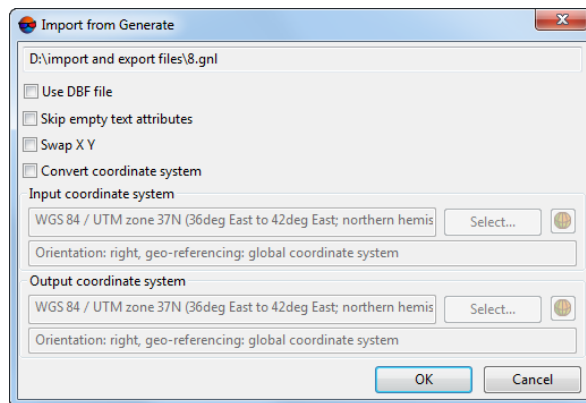 Import from Generate
D:\import and export files\8.gnl
Use DBF file
Skip empty text attributes
Swap X Y
Convert coordinate system
Input coordinate system
WGS 84 / UTM zone 37N (36deg East to 42deg East; northern hemis
Select...
Orientation: right, geo-referencing: global coordinate system
Output coordinate system
WGS 84 / UTM zone 37N (36deg East to 42deg East; northern hemis
Select...
Orientation: right, geo-referencing: global coordinate system
OK
Cancel